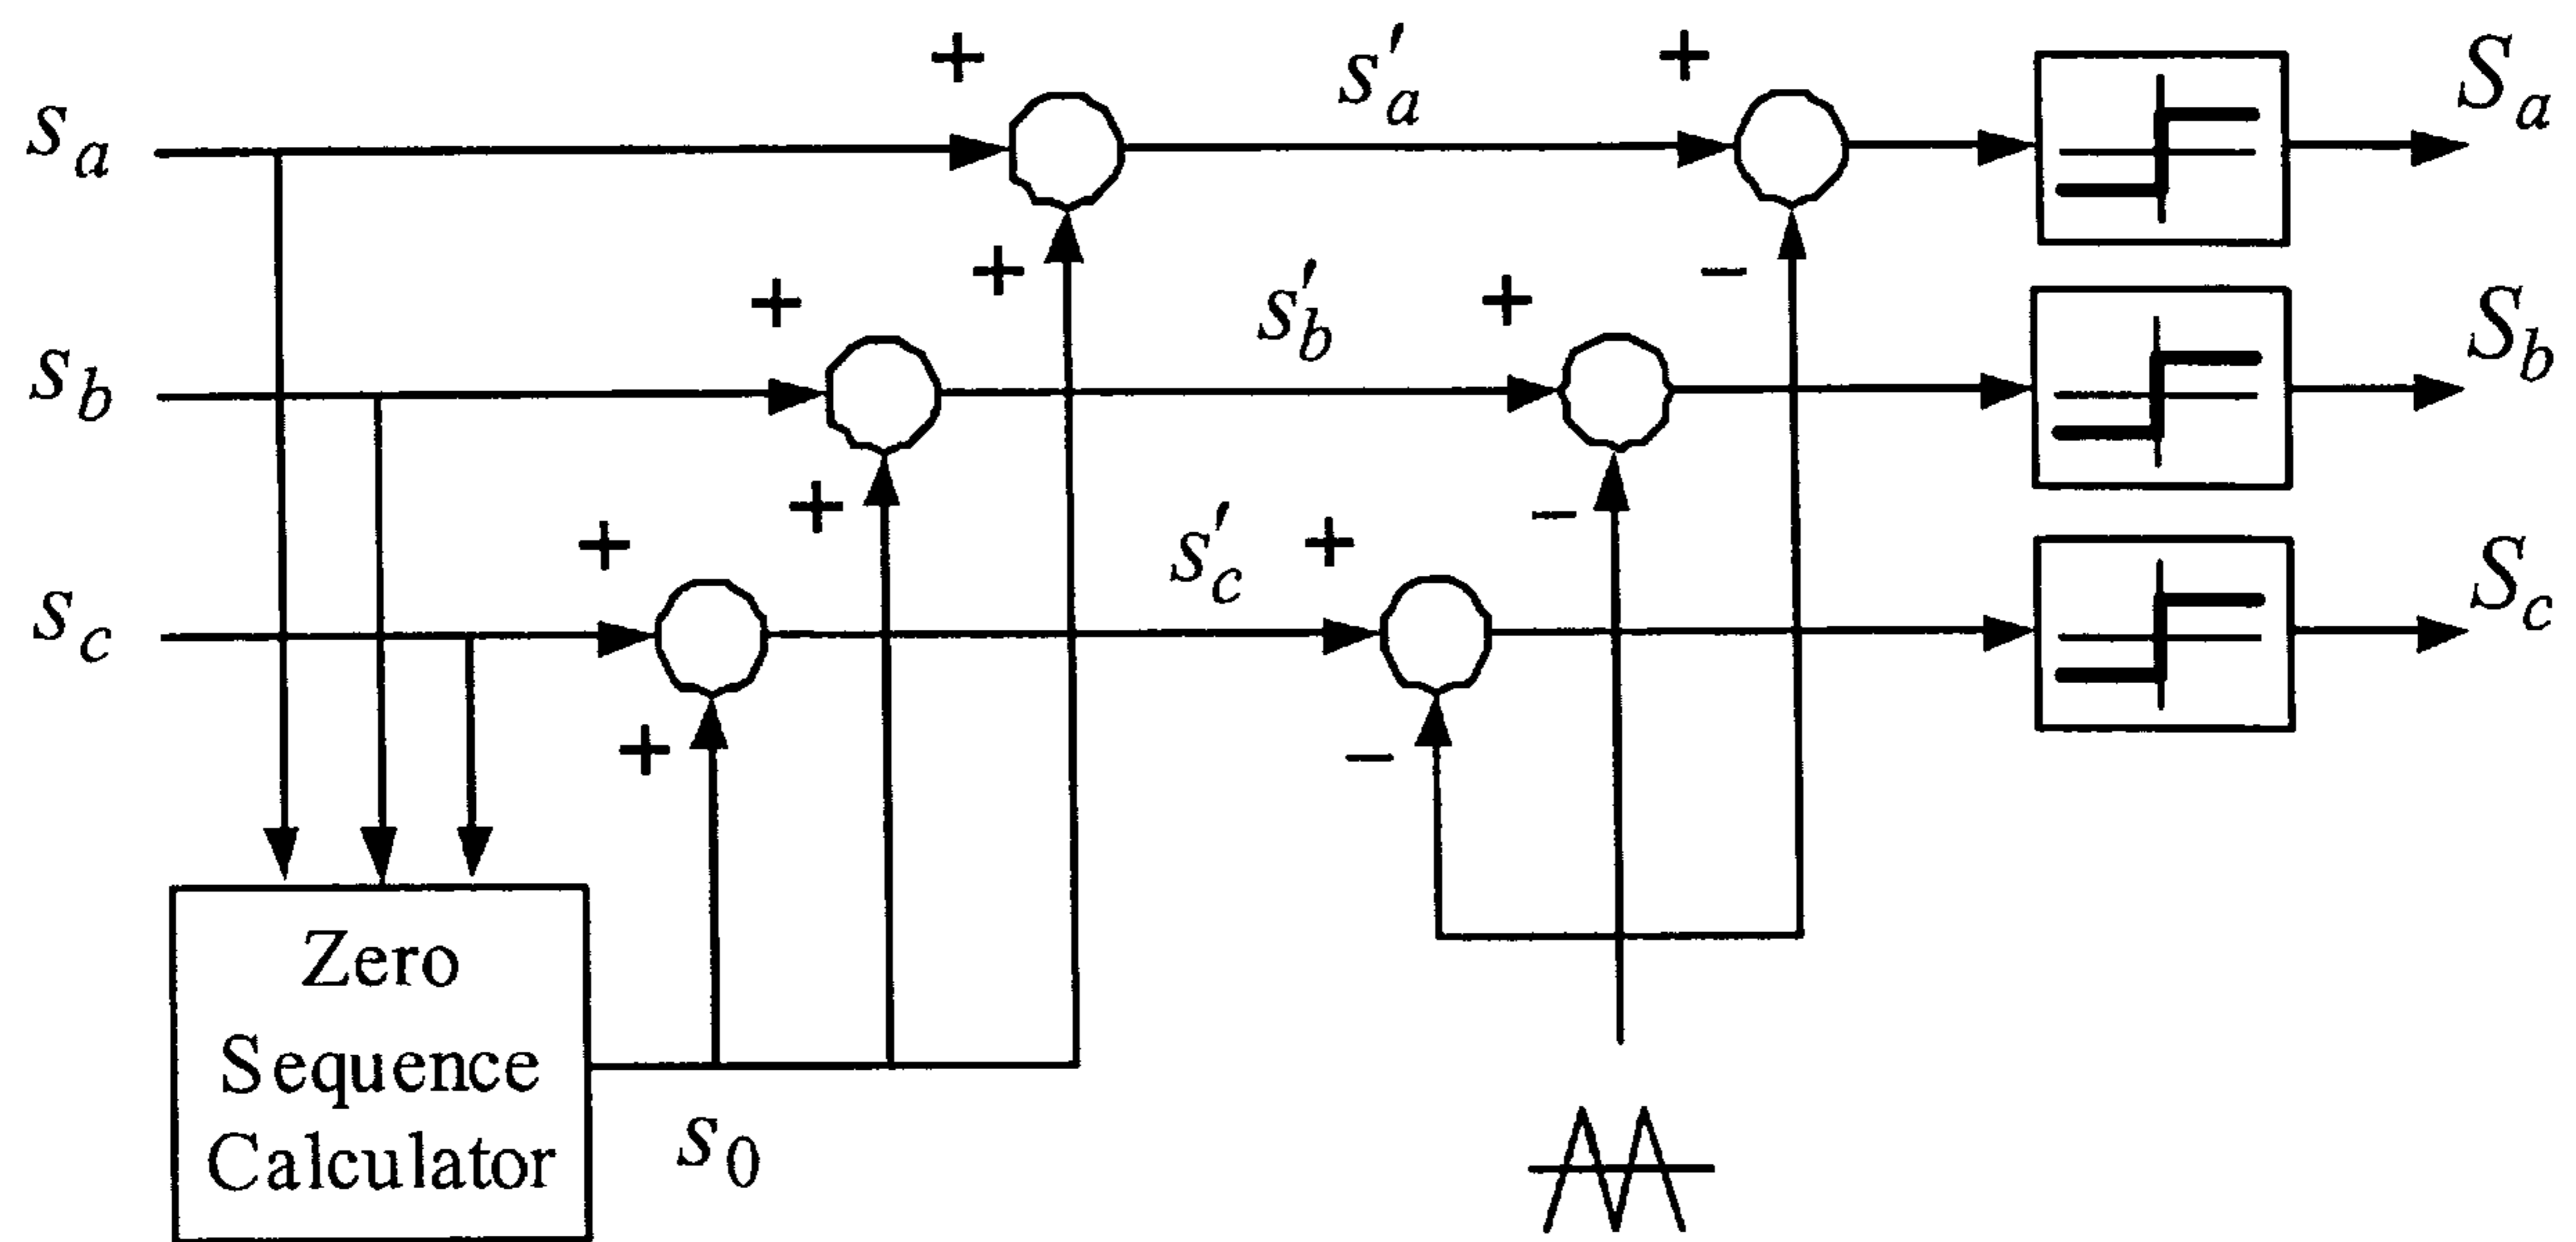 + s'a + Sa
sa
+ s'b + − Sb
sb + +
+ s'c + − Sc
sc +
+ −
Zero
Sequence
Calculator
s0